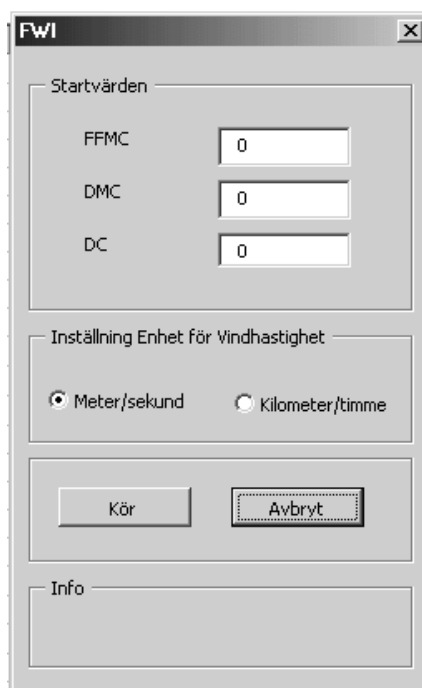 FWI
Startvärden
FFMC 0
DMC 0
DC 0
Inställning Enhet för Vindhastighet
Meter/sekund Kilometer/timme
Kör Avbryt
Info